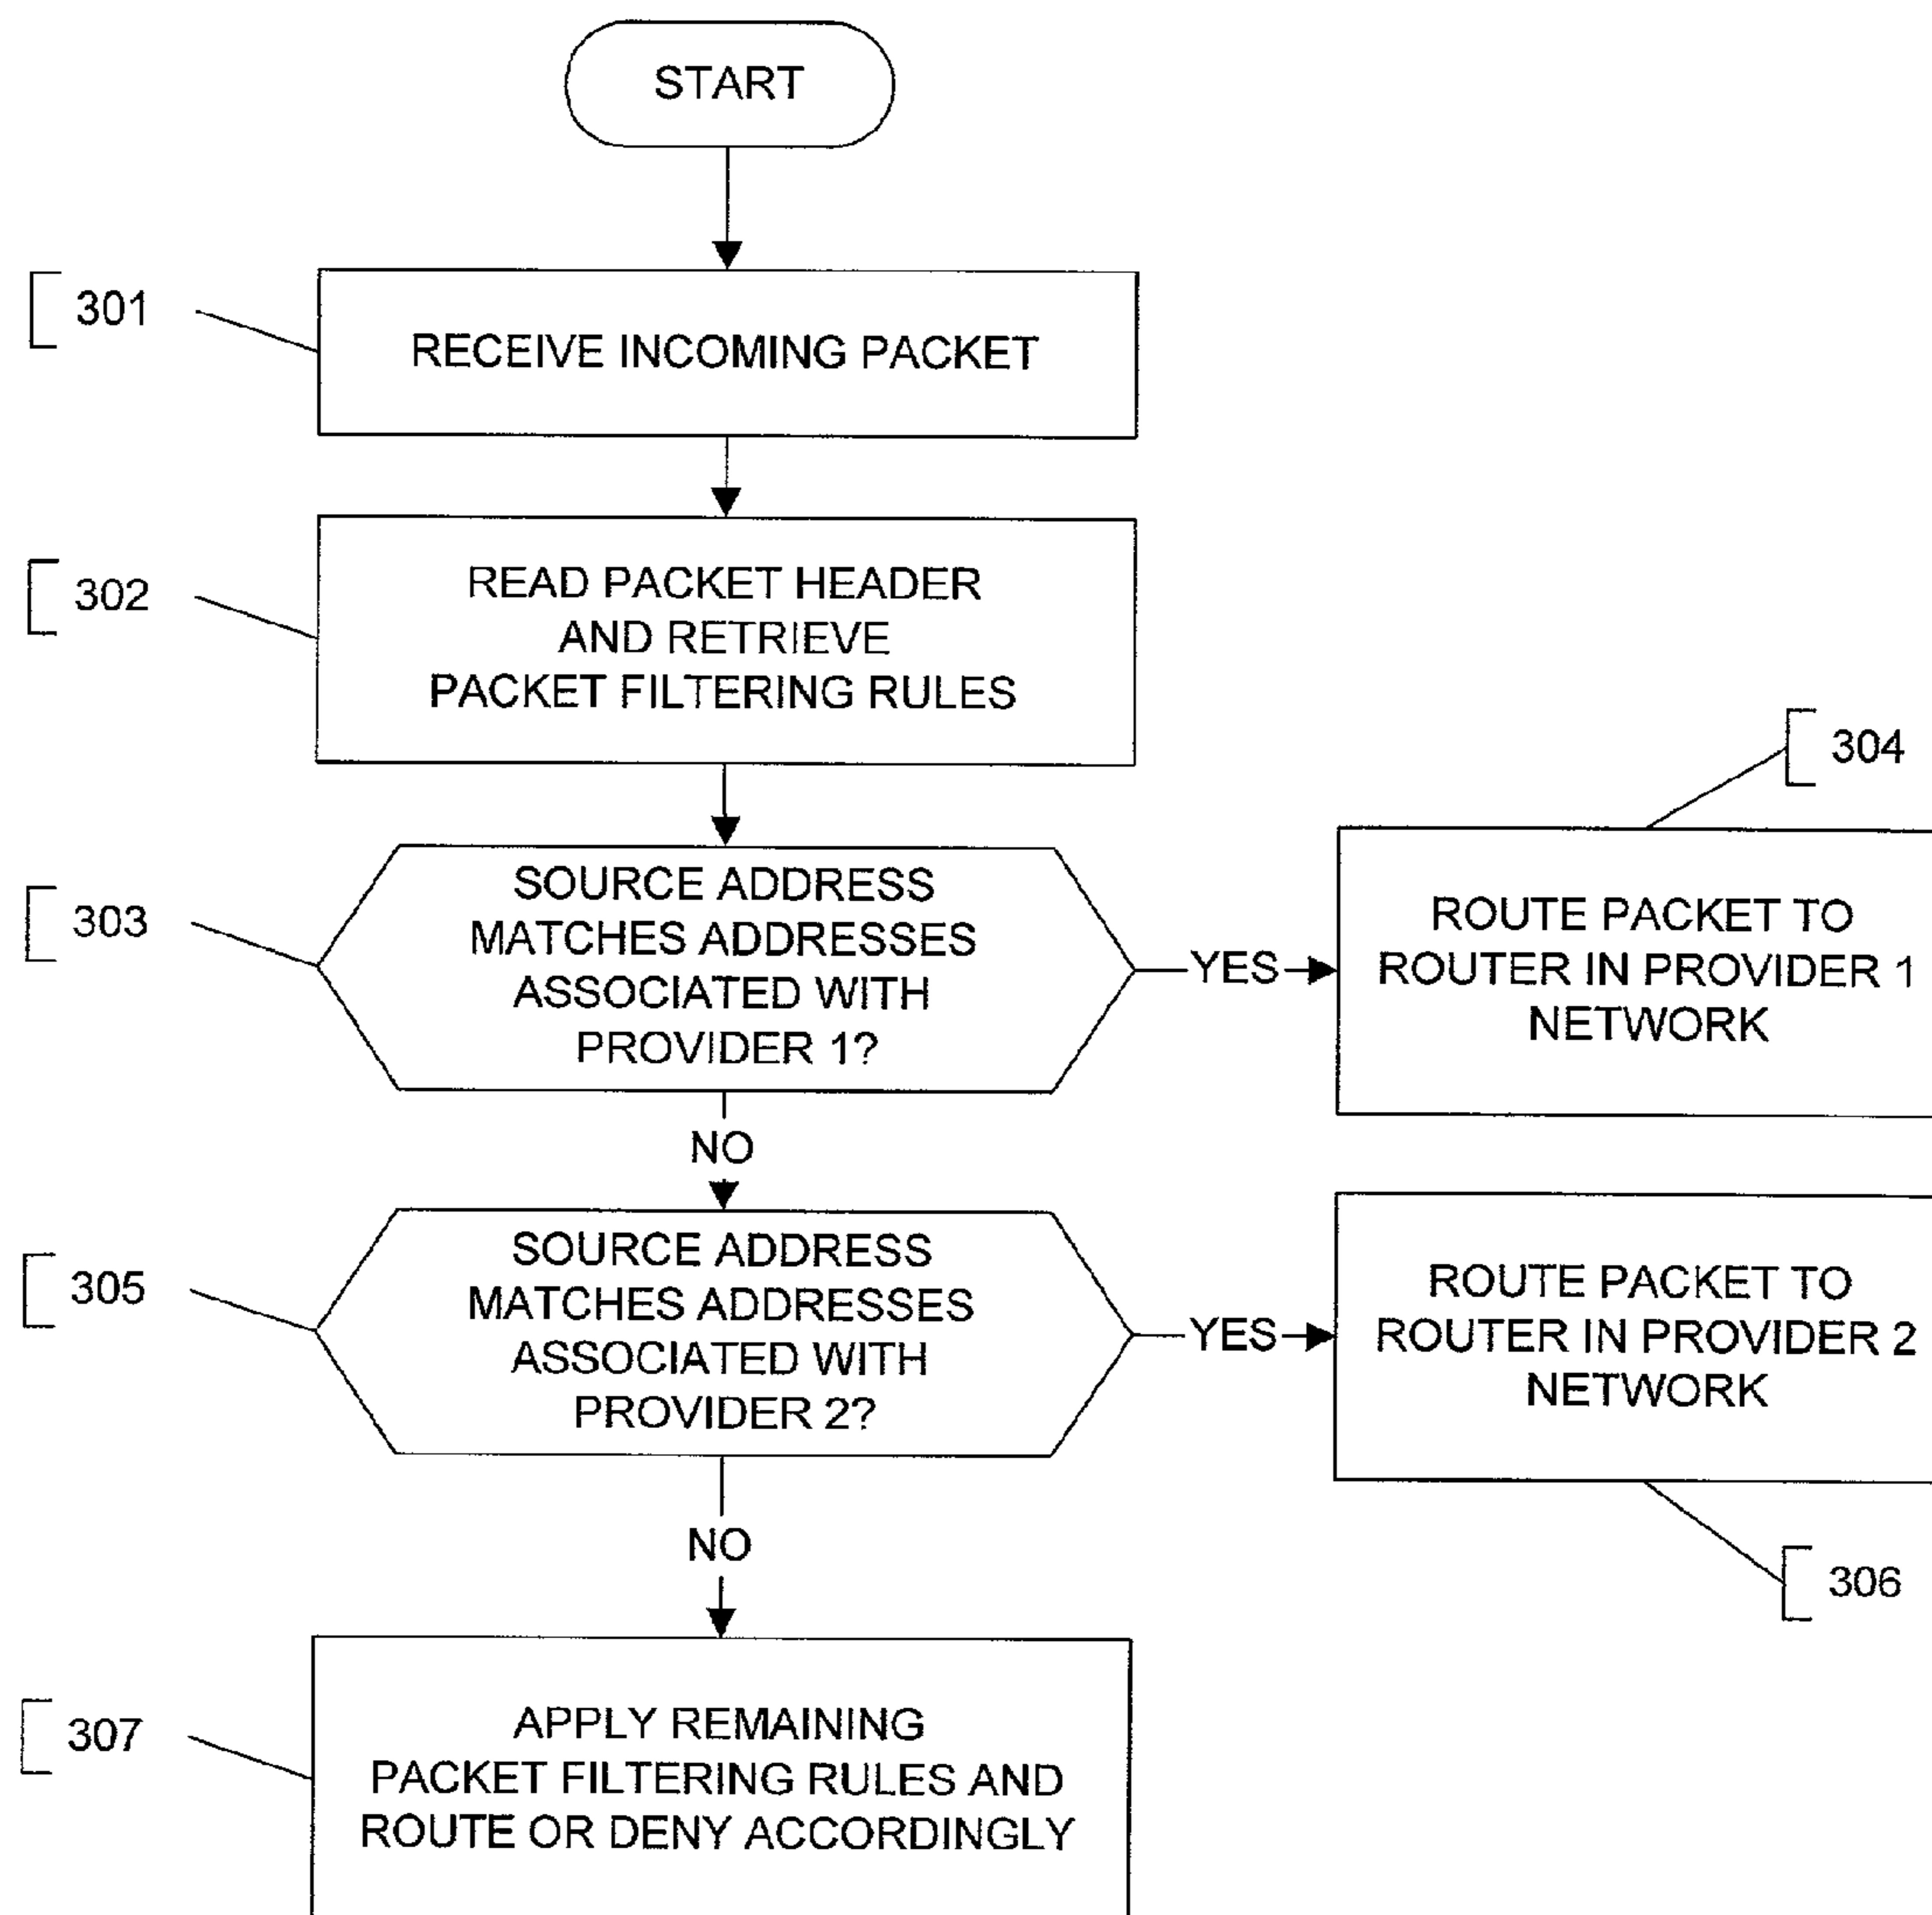 START
301
RECEIVE INCOMING PACKET
302
READ PACKET HEADER
AND RETRIEVE
PACKET FILTERING RULES
303
SOURCE ADDRESS
MATCHES ADDRESSES
ASSOCIATED WITH
PROVIDER 1?
YES
304
ROUTE PACKET TO
ROUTER IN PROVIDER 1
NETWORK
NO
305
SOURCE ADDRESS
MATCHES ADDRESSES
ASSOCIATED WITH
PROVIDER 2?
YES
ROUTE PACKET TO
ROUTER IN PROVIDER 2
NETWORK
306
NO
307
APPLY REMAINING
PACKET FILTERING RULES AND
ROUTE OR DENY ACCORDINGLY